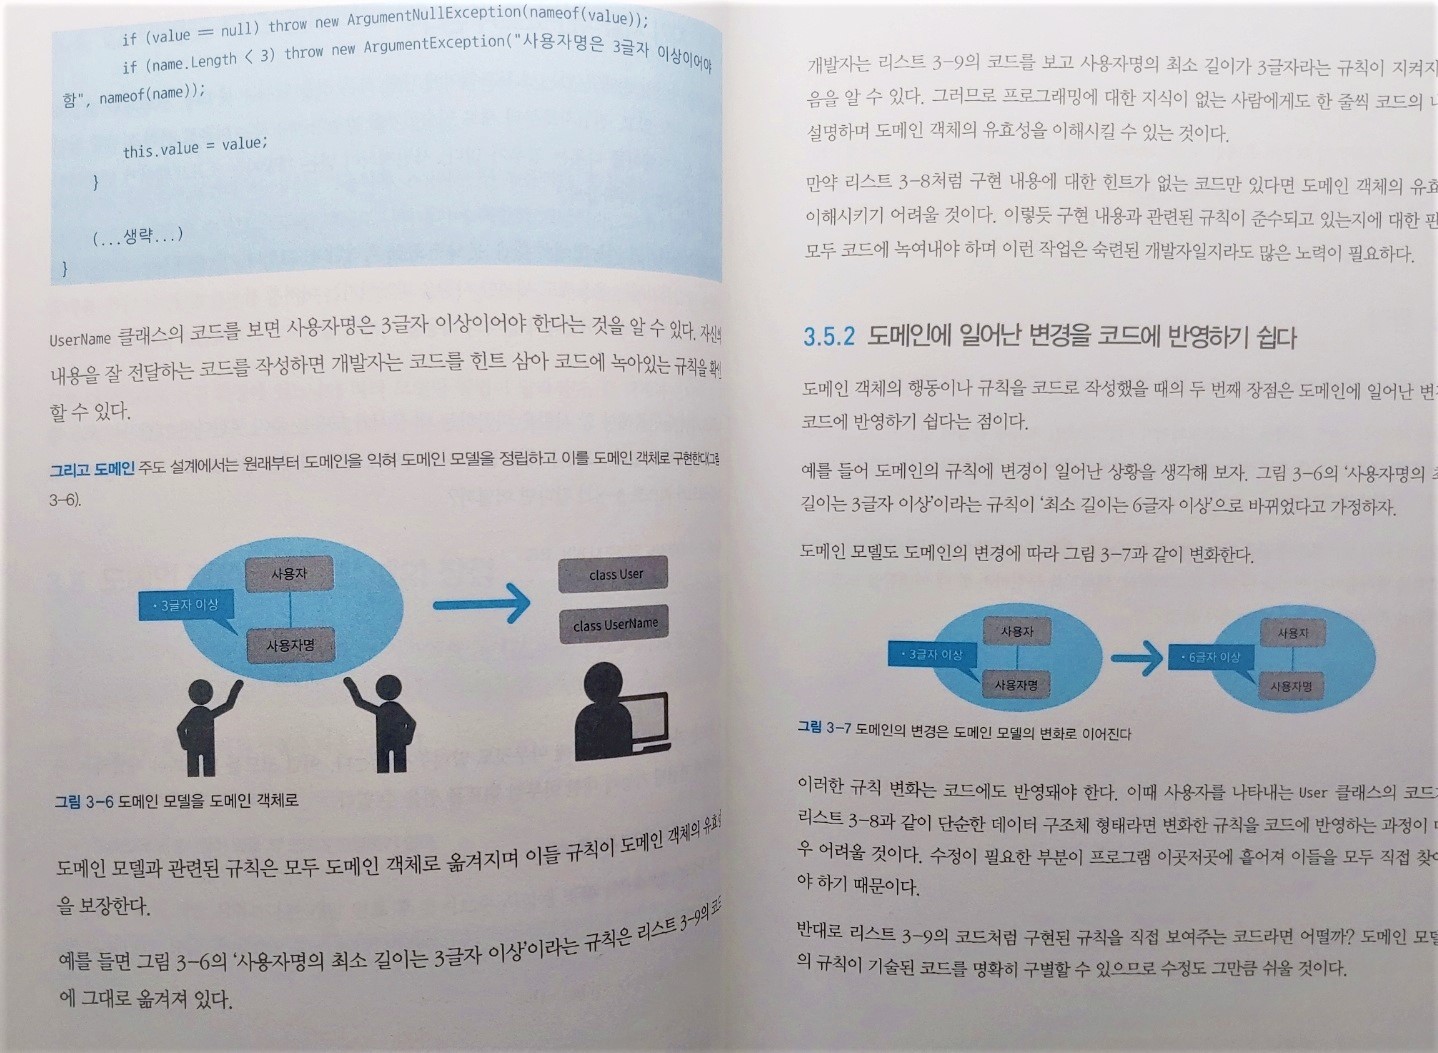 if (value == null) throw new ArgumentNullException(nameof(value));
if (name.Length < 3) throw new ArgumentException("사용자명은 3글자 이상이어야
함", nameof(name));
this.value = value;
}
(...생략...)
}
UserName 클래스의 코드를 보면 사용자명은 3글자 이상이어야 한다는 것을 알 수 있다.
내용을 잘 전달하는 코드를 작성하면 개발자는 코드를 힌트 삼아 코드에 녹아있는 규칙을
할 수 있다.
그리고 도메인 주도 설계에서는 원래부터 도메인을 익혀 도메인 모델을 정립하고 이를 도메인 객체로 구현한다(그림
3-6).
사용자
• 3글자 이상
사용자명
class User
class UserName
그림 3-6 도메인 모델을 도메인 객체로
도메인 모델과 관련된 규칙은 모두 도메인 객체로 옮겨지며 이들 규칙이 도메인 객체의
을 보장한다.
예를 들면 그림 3-6의 '사용자명의 최소 길이는 3글자 이상'이라는 규칙은 리스트 3-9의
에 그대로 옮겨져 있다.
개발자는 리스트 3-9의 코드를 보고 사용자명의 최소 길이가 3글자라는 규칙이 지켜지
음을 알 수 있다. 그러므로 프로그래밍에 대한 지식이 없는 사람에게도 한 줄씩 코드의
설명하며 도메인 객체의 유효성을 이해시킬 수 있는 것이다.
만약 리스트 3-8처럼 구현 내용에 대한 힌트가 없는 코드만 있다면 도메인 객체의
이해시키기 어려울 것이다. 이렇듯 구현 내용과 관련된 규칙이 준수되고 있는지에 대한
모두 코드에 녹여내야 하며 이런 작업은 숙련된 개발자일지라도 많은 노력이 필요하다.
3.5.2 도메인에 일어난 변경을 코드에 반영하기 쉽다
도메인 객체의 행동이나 규칙을 코드로 작성했을 때의 두 번째 장점은 도메인에 일어난
코드에 반영하기 쉽다는 점이다.
예를 들어 도메인의 규칙에 변경이 일어난 상황을 생각해 보자. 그림 3-6의 '사용자명의
길이는 3글자 이상'이라는 규칙이 '최소 길이는 6글자 이상'으로 바뀌었다고 가정하자.
도메인 모델도 도메인의 변경에 따라 그림 3-7과 같이 변화한다.
사용자
• 3글자 이상
사용자명
사용자
• 6글자 이상
사용자명
그림 3-7 도메인의 변경은 도메인 모델의 변화로 이어진다
이러한 규칙 변화는 코드에도 반영돼야 한다. 이때 사용자를 나타내는 User 클래스의 코드
리스트 3-8과 같이 단순한 데이터 구조체 형태라면 변화한 규칙을 코드에 반영하는 과정이
우 어려울 것이다. 수정이 필요한 부분이 프로그램 이곳저곳에 흩어져 이들을 모두 직접 찾아
야 하기 때문이다.
반대로 리스트 3-9의 코드처럼 구현된 규칙을 직접 보여주는 코드라면 어떨까? 도메인 모델
의 규칙이 기술된 코드를 명확히 구별할 수 있으므로 수정도 그만큼 쉬울 것이다.